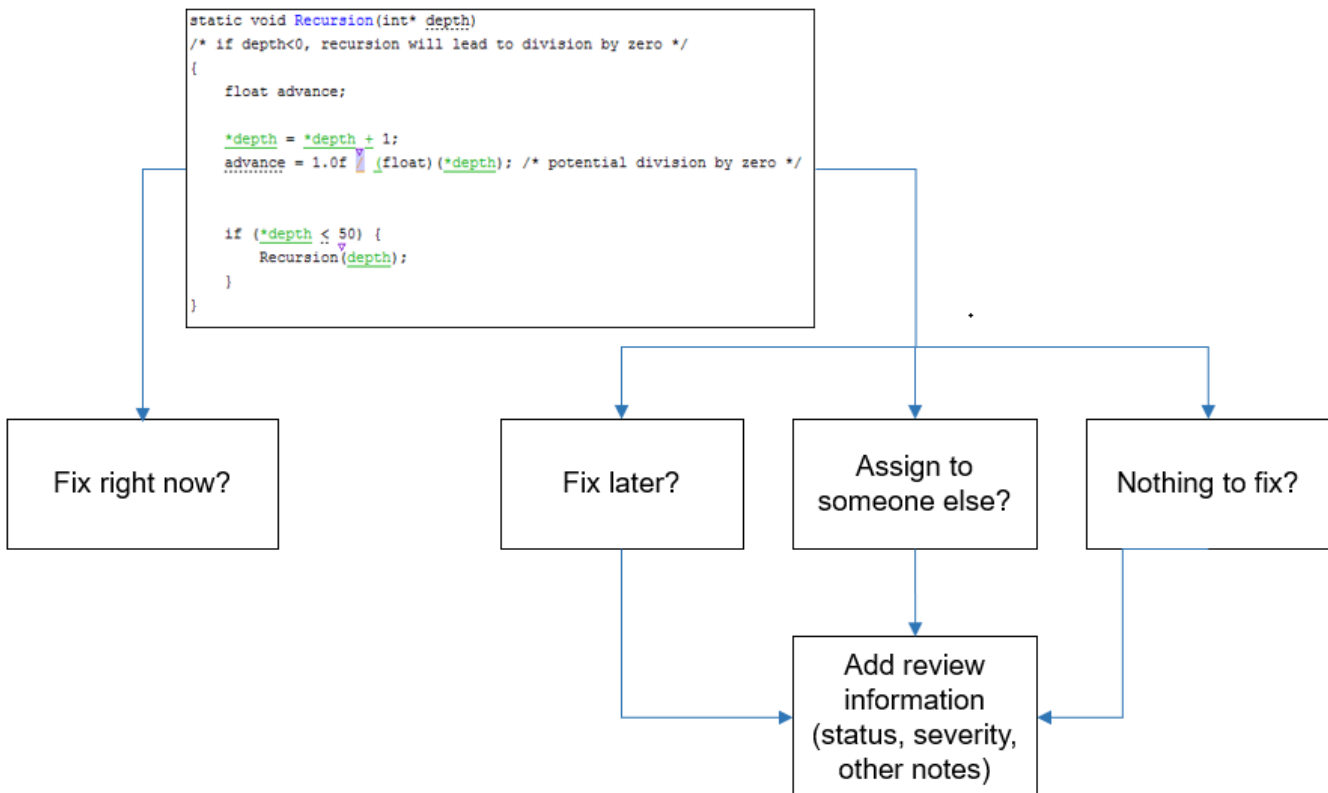 static void Recursion(int* depth)
/* if depth<0, recursion will lead to division by zero */
{
    float advance;
    *depth = *depth + 1;
    advance = 1.0f / (float)(*depth); /* potential division by zero */
    if (*depth < 50) {
        Recursion(depth);
    }
}
Fix right now?
Fix later?
Assign to
someone else?
Nothing to fix?
Add review
information
(status, severity,
other notes)